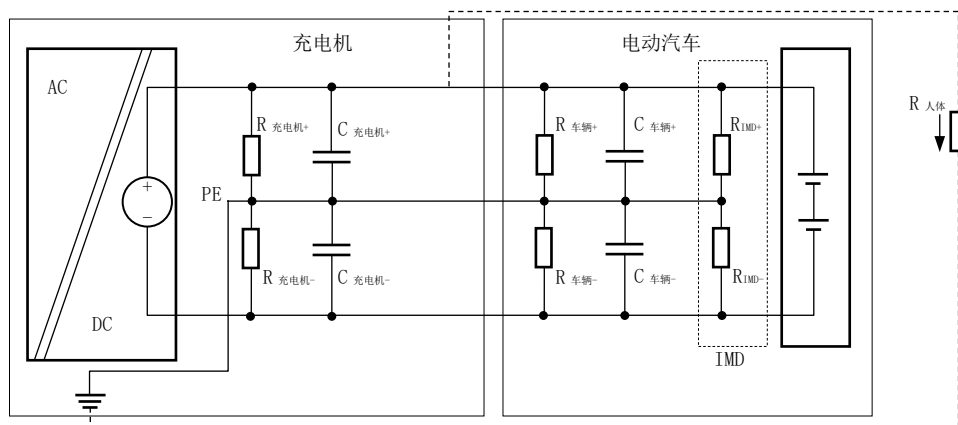 充电机
电动汽车
AC
R 充电机+
C 充电机+
R 车辆+
C 车辆+
RIMD+
R 人体
+
−
PE
R 充电机-
C 充电机-
R 车辆-
C 车辆-
RIMD-
DC
IMD